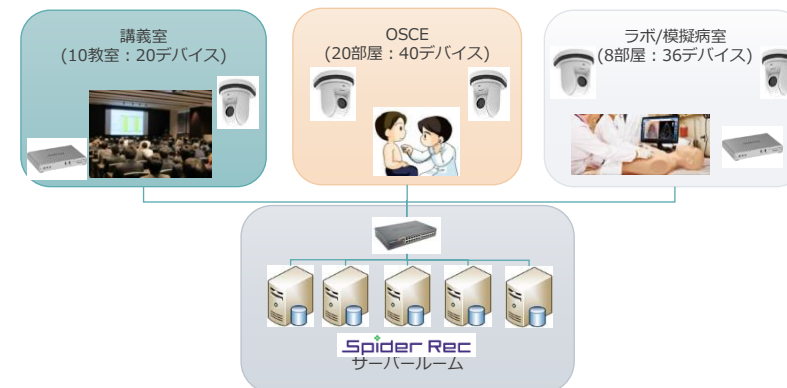 講義室
(10教室：20デバイス)
OSCE
(20部屋：40デバイス)
ラボ/模擬病室
(8部屋：36デバイス)
Spider Rec
サーバールーム